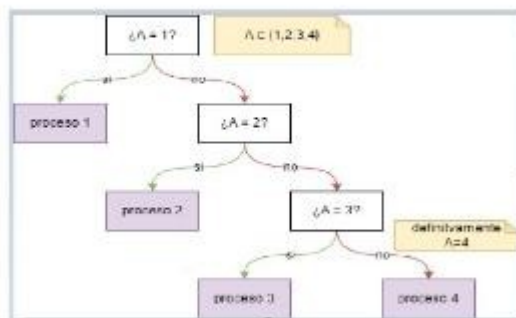 ¿A = 1?
A ⊂ {1,2,3,4}
si
no
proceso 1
¿A = 2?
si
no
proceso 2
¿A = 3?
definitvamente
A=4
si
no
proceso 3
proceso 4